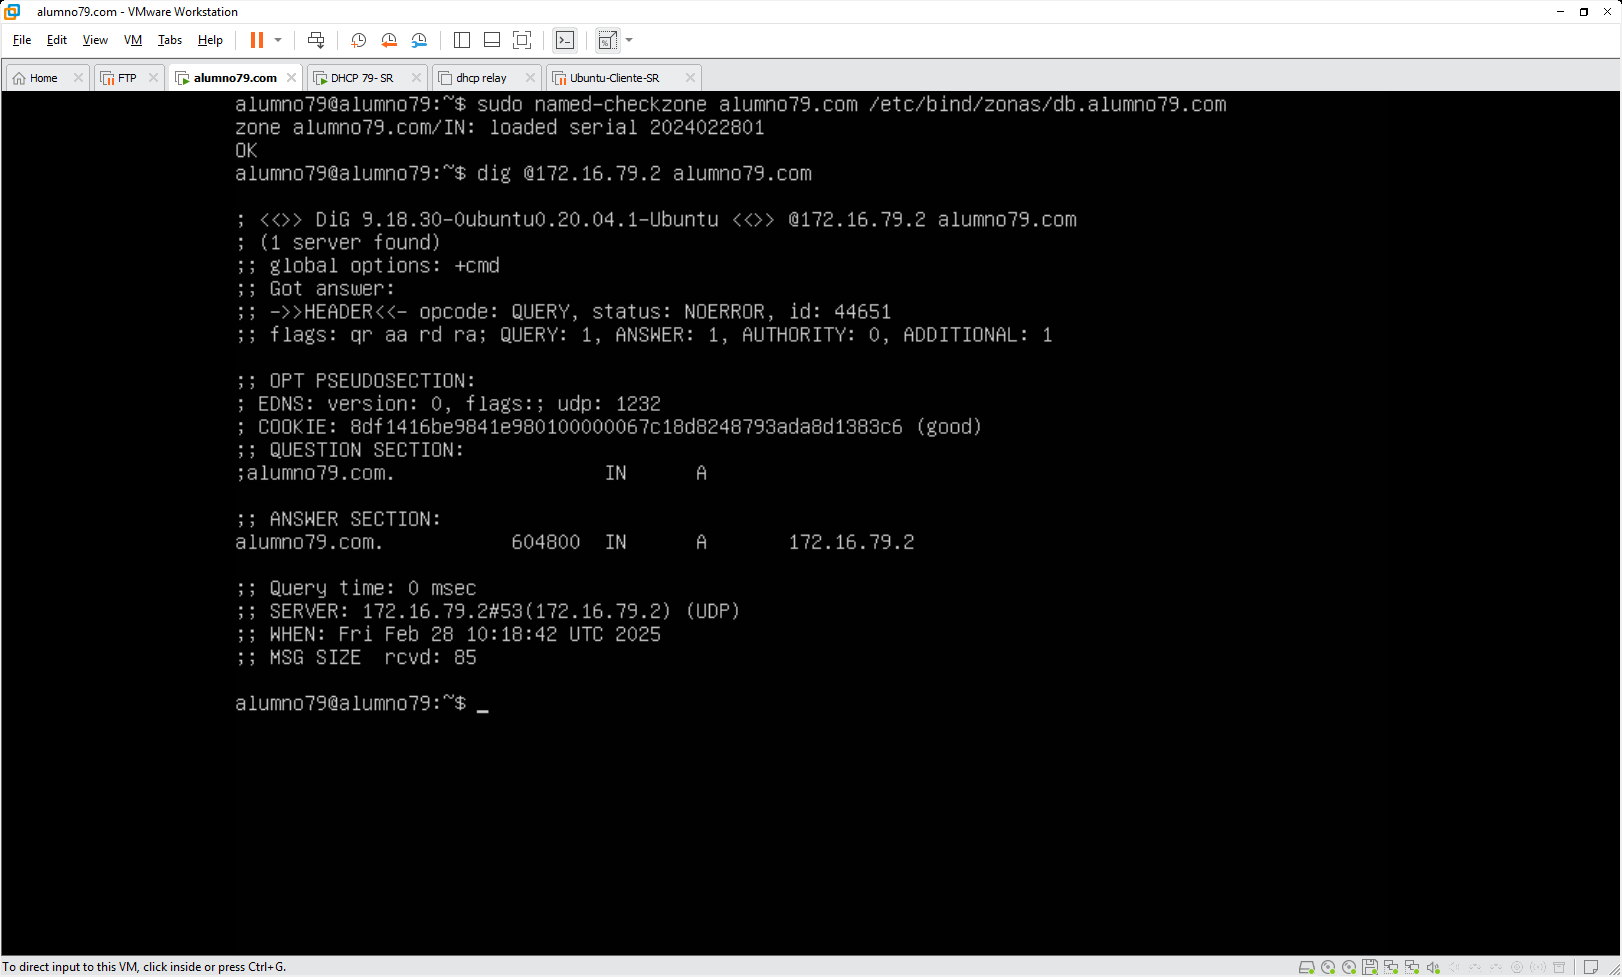 alumno79.com - VMware Workstation
File Edit View VM Tabs Help
Home FTP alumno79.com DHCP 79- SR dhcp relay Ubuntu-Cliente-SR
alumno79@alumno79:~$ sudo named-checkzone alumno79.com /etc/bind/zonas/db.alumno79.com
zone alumno79.com/IN: loaded serial 2024022801
OK
alumno79@alumno79:~$ dig @172.16.79.2 alumno79.com
; <<>> DiG 9.18.30-0ubuntu0.20.04.1-Ubuntu <<>> @172.16.79.2 alumno79.com
; (1 server found)
;; global options: +cmd
;; Got answer:
;; ->>HEADER<<- opcode: QUERY, status: NOERROR, id: 44651
;; flags: qr aa rd ra; QUERY: 1, ANSWER: 1, AUTHORITY: 0, ADDITIONAL: 1
;; OPT PSEUDOSECTION:
; EDNS: version: 0, flags:; udp: 1232
; COOKIE: 8df1416be9841e980100000067c18d8248793ada8d1383c6 (good)
;; QUESTION SECTION:
;alumno79.com. IN A
;; ANSWER SECTION:
alumno79.com. 604800 IN A 172.16.79.2
;; Query time: 0 msec
;; SERVER: 172.16.79.2#53(172.16.79.2) (UDP)
;; WHEN: Fri Feb 28 10:18:42 UTC 2025
;; MSG SIZE  rcvd: 85
alumno79@alumno79:~$ _
To direct input to this VM, click inside or press Ctrl+G.